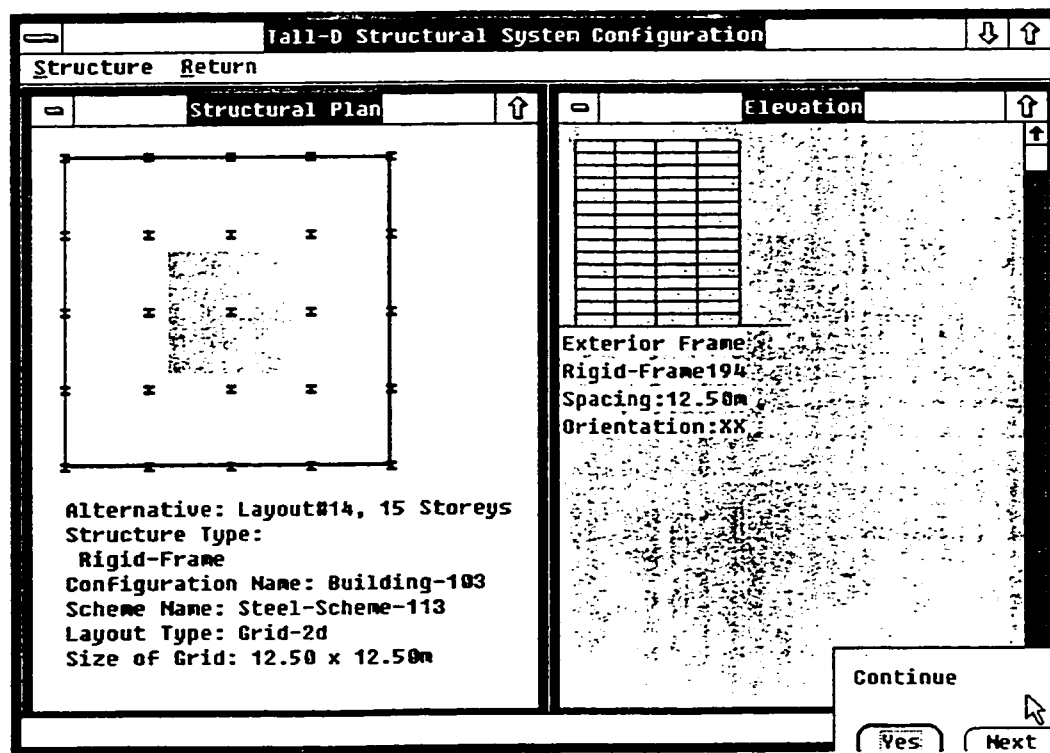 Tall-D Structural System Configuration
Structure Return
Structural Plan
Alternative: Layout#14, 15 Storeys
Structure Type:
Rigid-Frame
Configuration Name: Building-103
Scheme Name: Steel-Scheme-113
Layout Type: Grid-2d
Size of Grid: 12.50 x 12.50m
Elevation
Exterior Frame
Rigid-Frame194
Spacing:12.50m
Orientation:XX
Continue
Yes Next